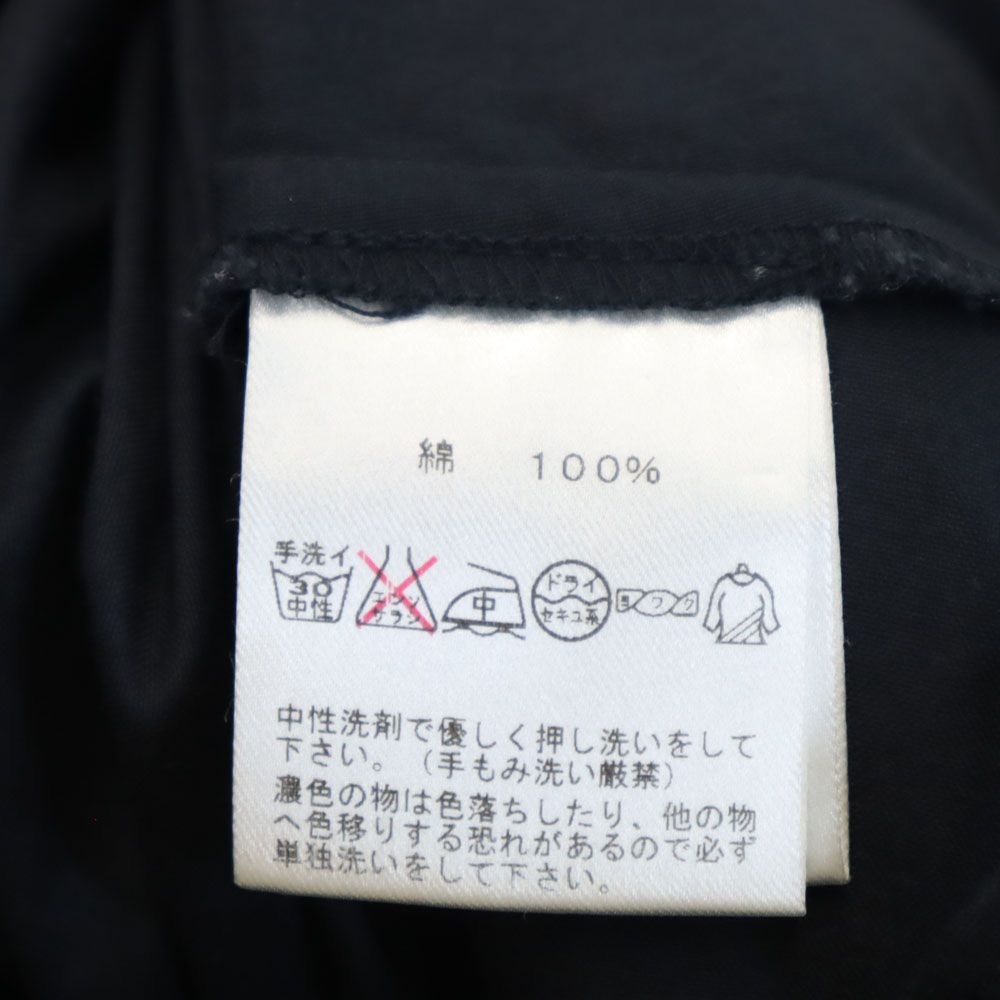 綿 100%
手洗イ
30
中性
エンソ
サラシ
中
ドライ
セキユ系
ヨワク
中性洗剤で優しく押し洗いをして
下さい。（手もみ洗い厳禁）
濃色の物は色落ちしたり、他の物
へ色移りする恐れがあるので必ず
単独洗いをして下さい。